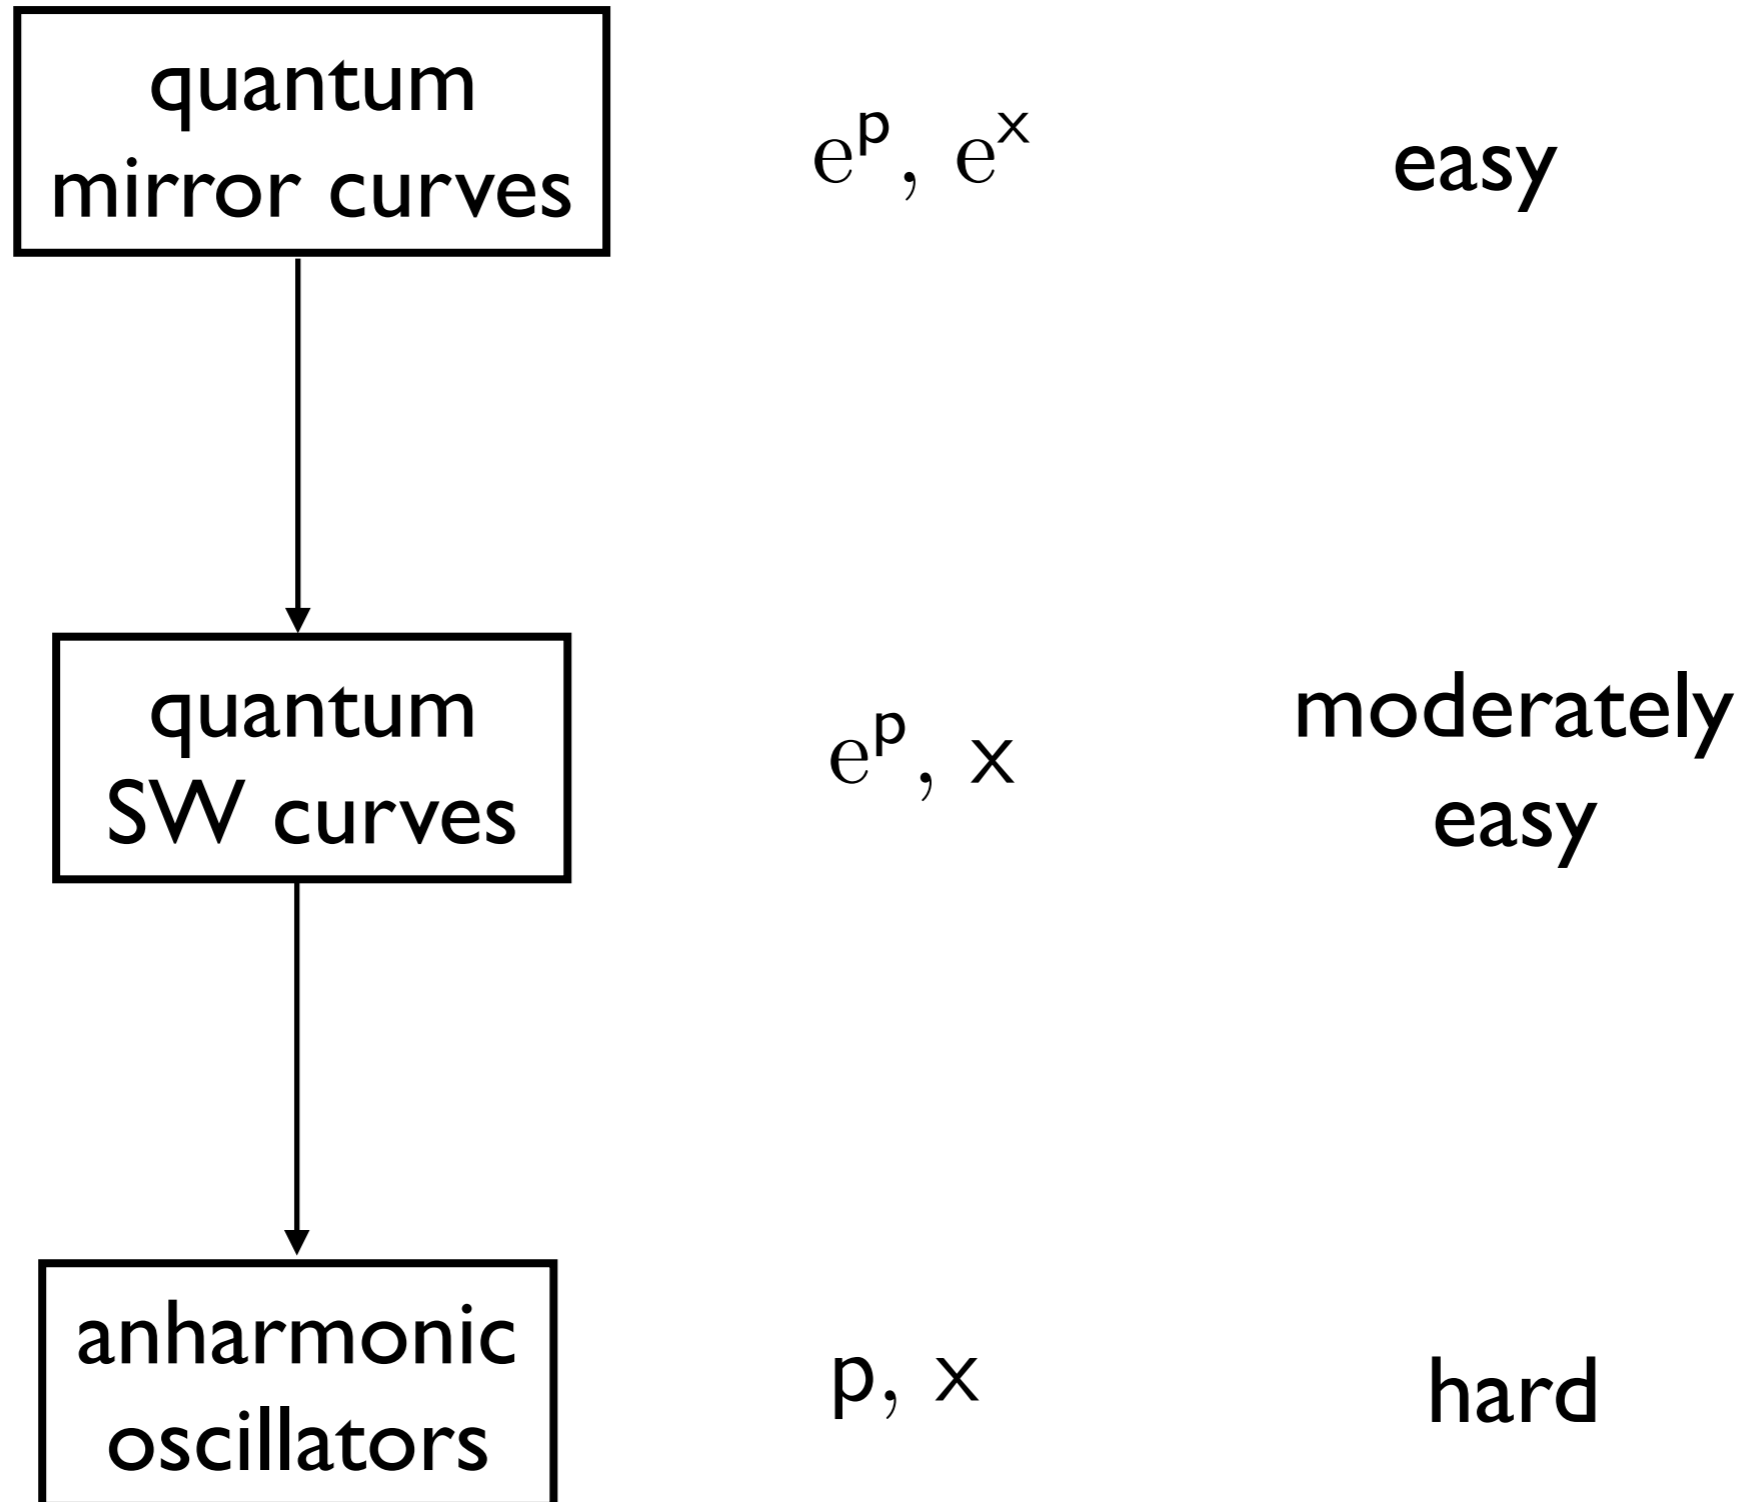 quantum
mirror curves
e^p, e^x
easy
quantum
SW curves
e^p, x
moderately
easy
anharmonic
oscillators
p, x
hard